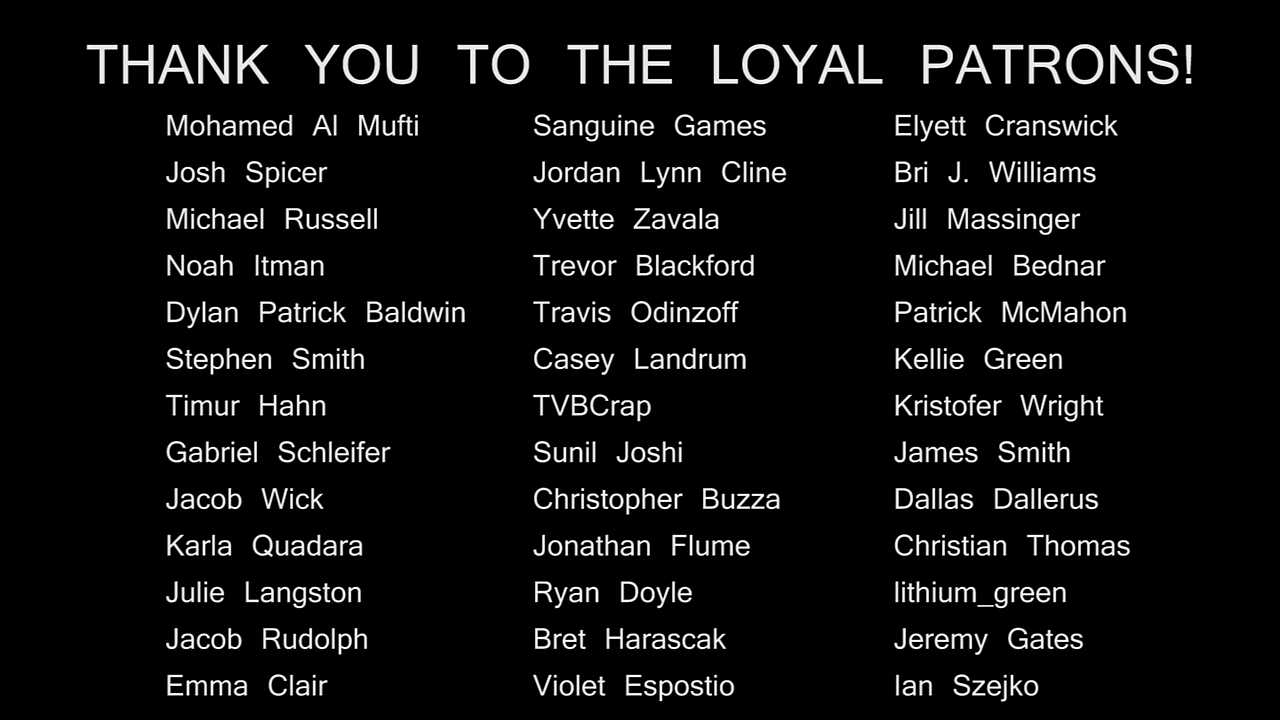 THANK YOU TO THE LOYAL PATRONS!
Mohamed Al Mufti
Josh Spicer
Michael Russell
Noah Itman
Dylan Patrick Baldwin
Stephen Smith
Timur Hahn
Gabriel Schleifer
Jacob Wick
Karla Quadara
Julie Langston
Jacob Rudolph
Emma Clair
Sanguine Games
Jordan Lynn Cline
Yvette Zavala
Trevor Blackford
Travis Odinzoff
Casey Landrum
TVBCrap
Sunil Joshi
Christopher Buzza
Jonathan Flume
Ryan Doyle
Bret Harascak
Violet Espostio
Elyett Cranswick
Bri J. Williams
Jill Massinger
Michael Bednar
Patrick McMahon
Kellie Green
Kristofer Wright
James Smith
Dallas Dallerus
Christian Thomas
lithium_green
Jeremy Gates
Ian Szejko